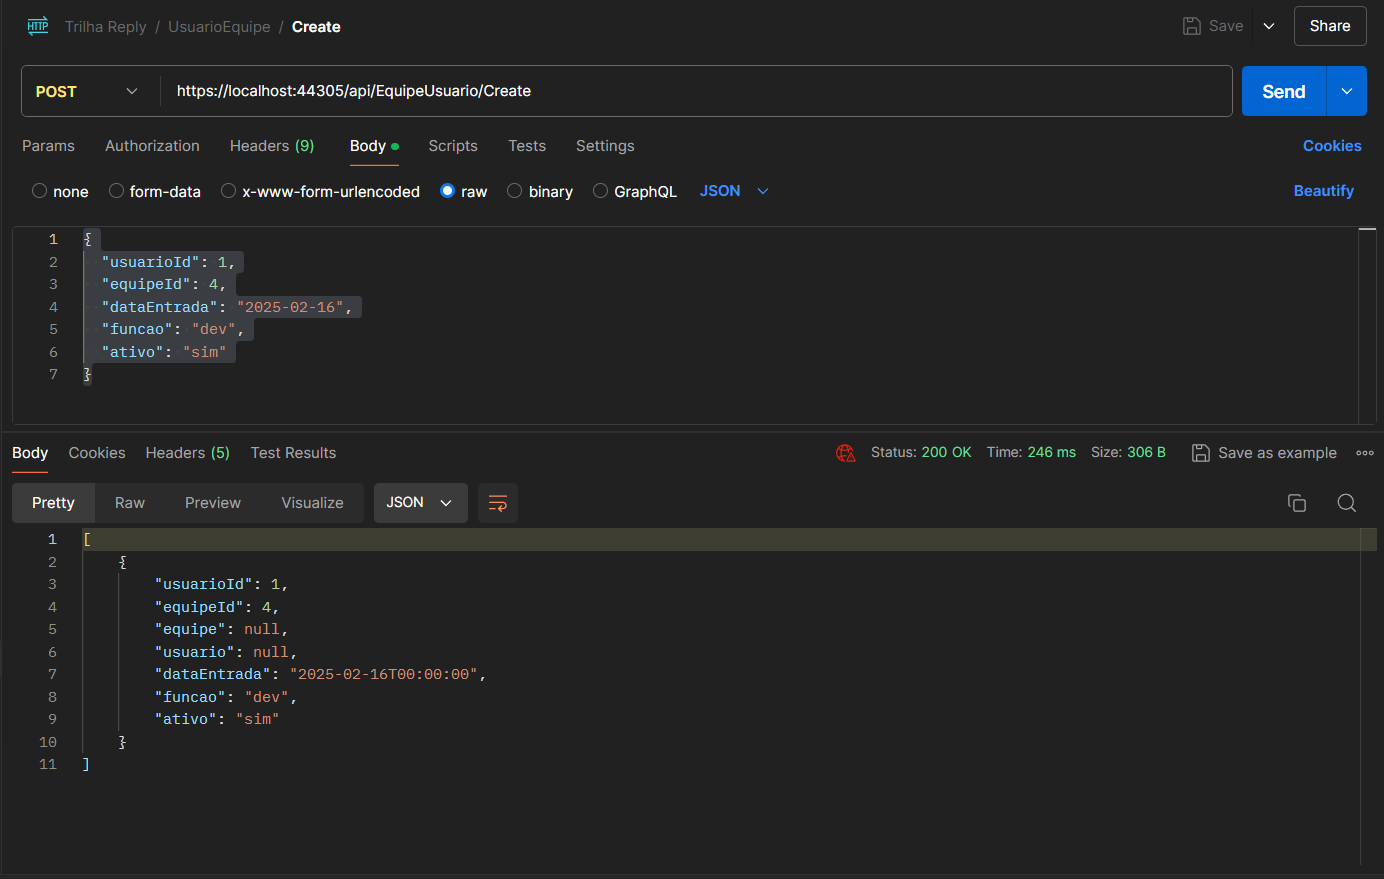 HTTP Trilha Reply / UsuarioEquipe / Create Save Share
POST https://localhost:44305/api/EquipeUsuario/Create Send
Params Authorization Headers (9) Body Scripts Tests Settings Cookies
none form-data x-www-form-urlencoded raw binary GraphQL JSON Beautify
1 {
2 "usuarioId": 1,
3 "equipeId": 4,
4 "dataEntrada": "2025-02-16",
5 "funcao": "dev",
6 "ativo": "sim"
7 }
Body Cookies Headers (5) Test Results Status: 200 OK Time: 246 ms Size: 306 B Save as example
Pretty Raw Preview Visualize JSON
1 [
2 {
3 "usuarioId": 1,
4 "equipeId": 4,
5 "equipe": null,
6 "usuario": null,
7 "dataEntrada": "2025-02-16T00:00:00",
8 "funcao": "dev",
9 "ativo": "sim"
10 }
11 ]